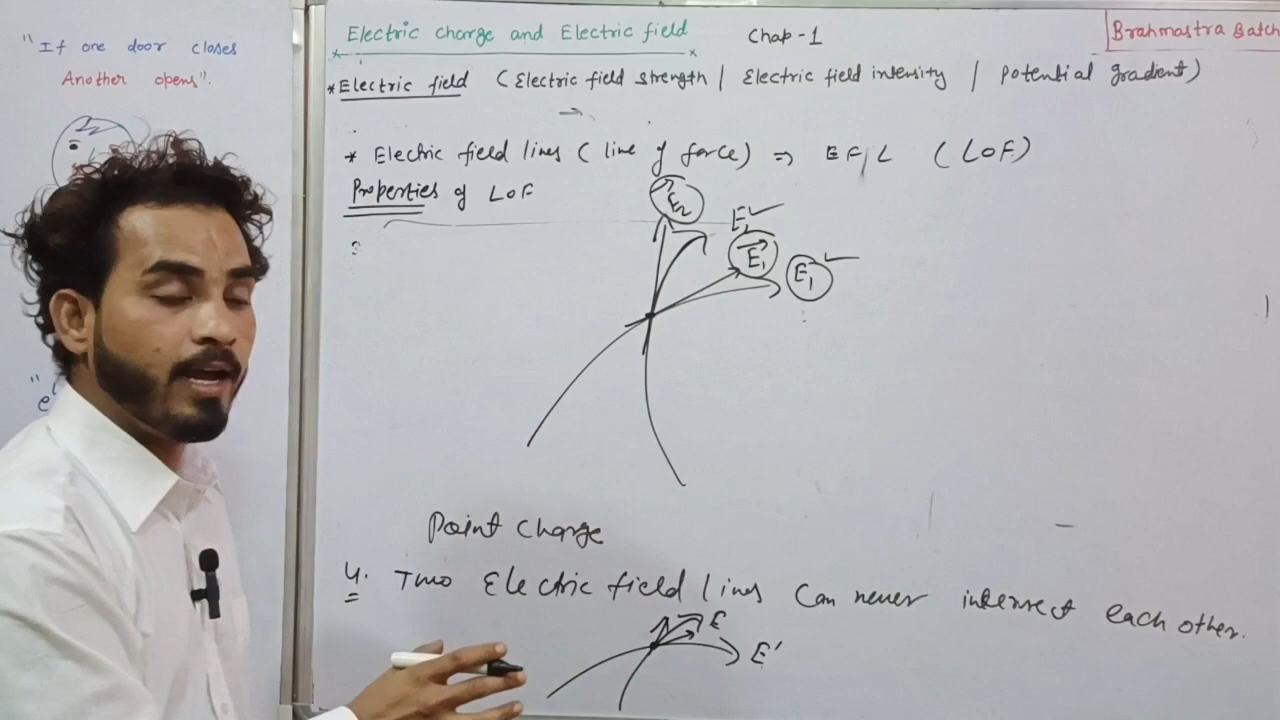 "If one door closes
Another opens".
Electric charge and Electric field Chap-1
Brahmastra Batch
* Electric field (Electric field strength | Electric field intensity | potential gradient)
* Electric field lines (line of force) ⇒ EF,L (LOF)
Properties of LOF
E₂
E₁
E₁
E₁
Point Charge
4. Two Electric field lines Can never intersect each other.
E
E'